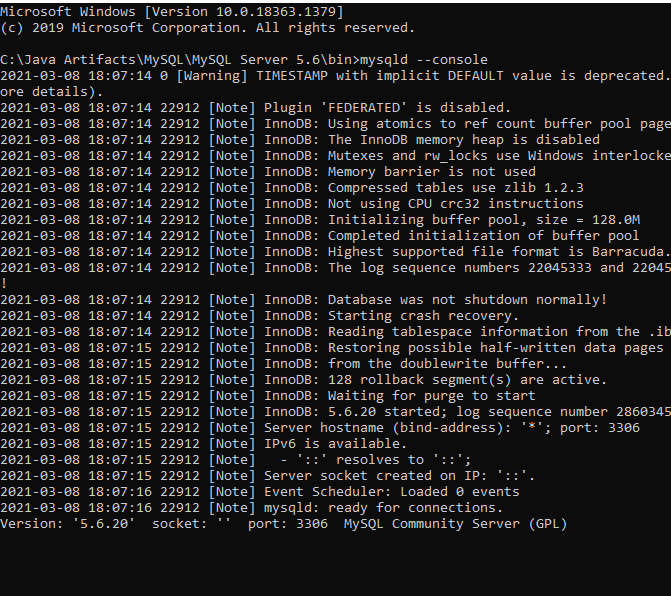 Microsoft Windows [Version 10.0.18363.1379]
(c) 2019 Microsoft Corporation. All rights reserved.
C:\Java Artifacts\MySQL\MySQL Server 5.6\bin>mysqld --console
2021-03-08 18:07:14 0 [Warning] TIMESTAMP with implicit DEFAULT value is deprecated.
ore details).
2021-03-08 18:07:14 22912 [Note] Plugin 'FEDERATED' is disabled.
2021-03-08 18:07:14 22912 [Note] InnoDB: Using atomics to ref count buffer pool page
2021-03-08 18:07:14 22912 [Note] InnoDB: The InnoDB memory heap is disabled
2021-03-08 18:07:14 22912 [Note] InnoDB: Mutexes and rw_locks use Windows interlocke
2021-03-08 18:07:14 22912 [Note] InnoDB: Memory barrier is not used
2021-03-08 18:07:14 22912 [Note] InnoDB: Compressed tables use zlib 1.2.3
2021-03-08 18:07:14 22912 [Note] InnoDB: Not using CPU crc32 instructions
2021-03-08 18:07:14 22912 [Note] InnoDB: Initializing buffer pool, size = 128.0M
2021-03-08 18:07:14 22912 [Note] InnoDB: Completed initialization of buffer pool
2021-03-08 18:07:14 22912 [Note] InnoDB: Highest supported file format is Barracuda.
2021-03-08 18:07:14 22912 [Note] InnoDB: The log sequence numbers 22045333 and 22045
!
2021-03-08 18:07:14 22912 [Note] InnoDB: Database was not shutdown normally!
2021-03-08 18:07:14 22912 [Note] InnoDB: Starting crash recovery.
2021-03-08 18:07:14 22912 [Note] InnoDB: Reading tablespace information from the .ib
2021-03-08 18:07:15 22912 [Note] InnoDB: Restoring possible half-written data pages
2021-03-08 18:07:15 22912 [Note] InnoDB: from the doublewrite buffer...
2021-03-08 18:07:15 22912 [Note] InnoDB: 128 rollback segment(s) are active.
2021-03-08 18:07:15 22912 [Note] InnoDB: Waiting for purge to start
2021-03-08 18:07:15 22912 [Note] InnoDB: 5.6.20 started; log sequence number 2860345
2021-03-08 18:07:15 22912 [Note] Server hostname (bind-address): '*'; port: 3306
2021-03-08 18:07:15 22912 [Note] IPv6 is available.
2021-03-08 18:07:15 22912 [Note]   - '::' resolves to '::';
2021-03-08 18:07:15 22912 [Note] Server socket created on IP: '::'.
2021-03-08 18:07:16 22912 [Note] Event Scheduler: Loaded 0 events
2021-03-08 18:07:16 22912 [Note] mysqld: ready for connections.
Version: '5.6.20'  socket: ''  port: 3306  MySQL Community Server (GPL)